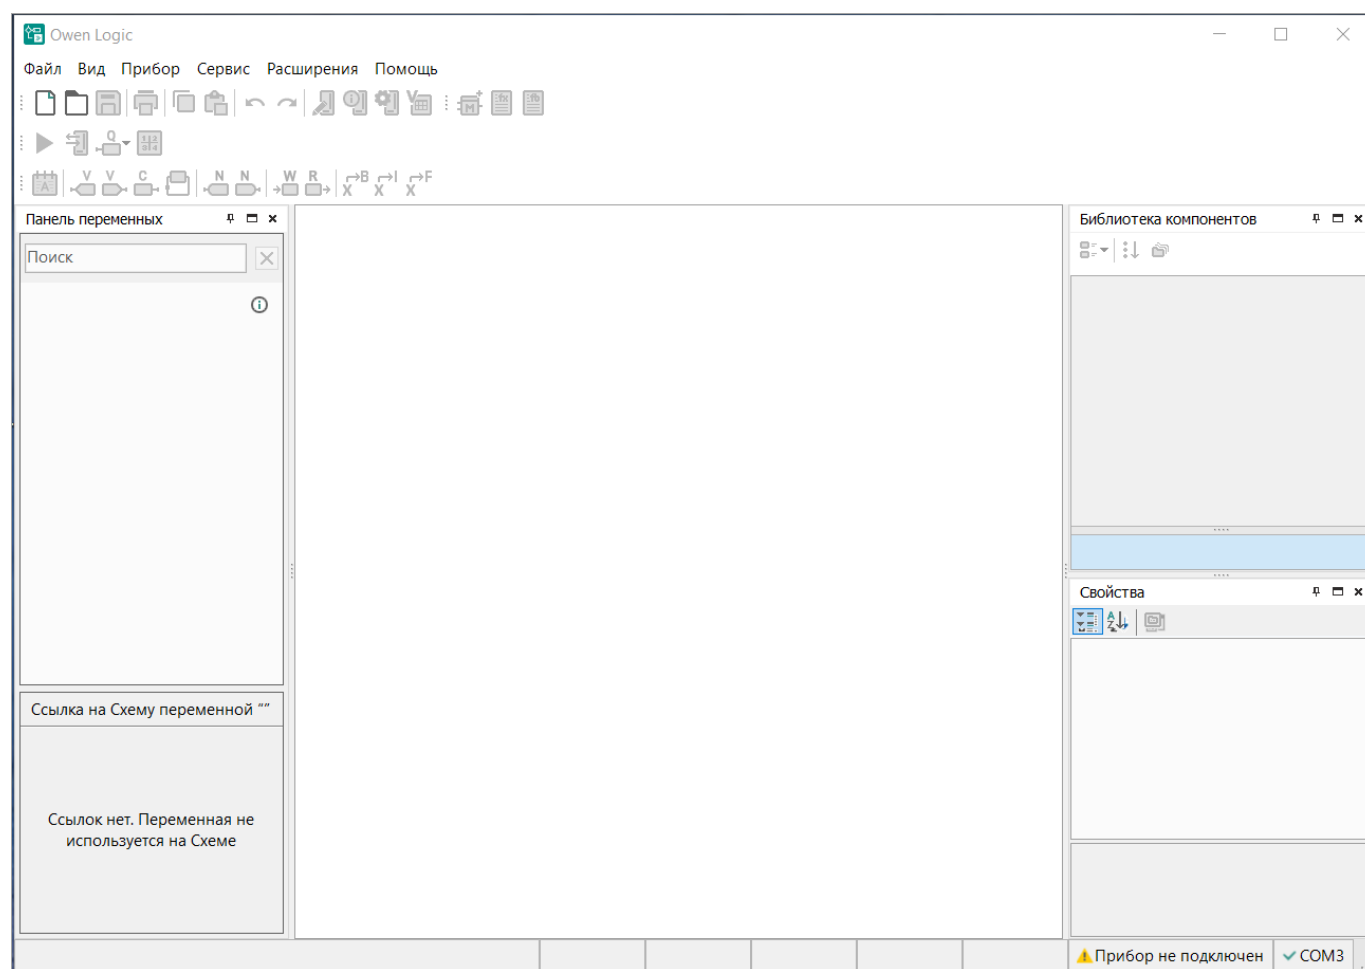 Owen Logic
Файл Вид Прибор Сервис Расширения Помощь
Панель переменных
Поиск
Ссылка на Схему переменной “”
Ссылок нет. Переменная не
используется на Схеме
Библиотека компонентов
Свойства
Прибор не подключен
COM3